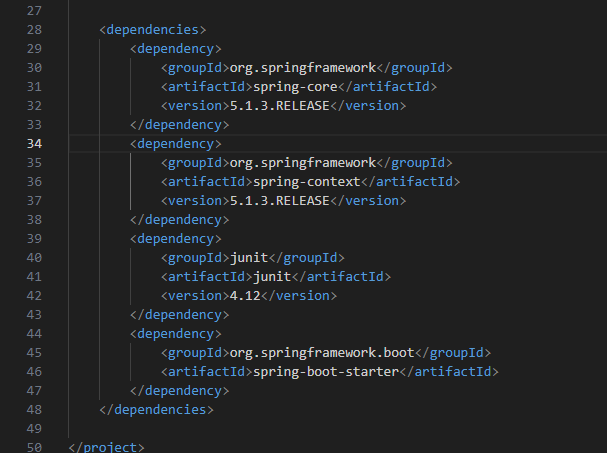 27
28 <dependencies>
29 <dependency>
30 <groupId>org.springframework</groupId>
31 <artifactId>spring-core</artifactId>
32 <version>5.1.3.RELEASE</version>
33 </dependency>
34 <dependency>
35 <groupId>org.springframework</groupId>
36 <artifactId>spring-context</artifactId>
37 <version>5.1.3.RELEASE</version>
38 </dependency>
39 <dependency>
40 <groupId>junit</groupId>
41 <artifactId>junit</artifactId>
42 <version>4.12</version>
43 </dependency>
44 <dependency>
45 <groupId>org.springframework.boot</groupId>
46 <artifactId>spring-boot-starter</artifactId>
47 </dependency>
48 </dependencies>
49
50 </project>